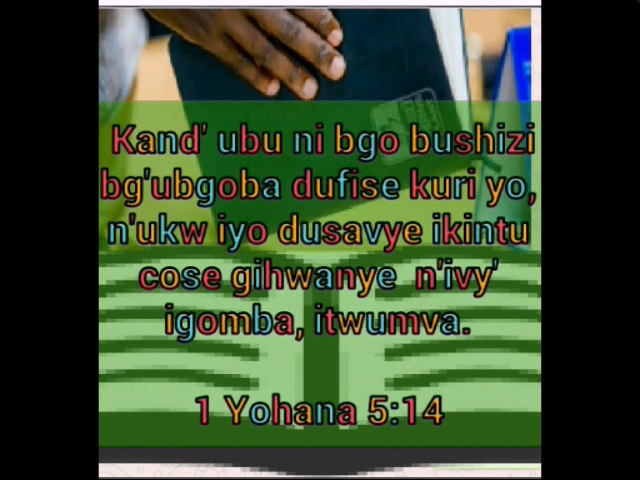 Kand' ubu ni bgo bushizi
bg'ubgoba dufise kuri yo,
n'ukw iyo dusavye ikintu
cose gihwanye n'ivy'
igomba, itwumva.
1 Yohana 5:14